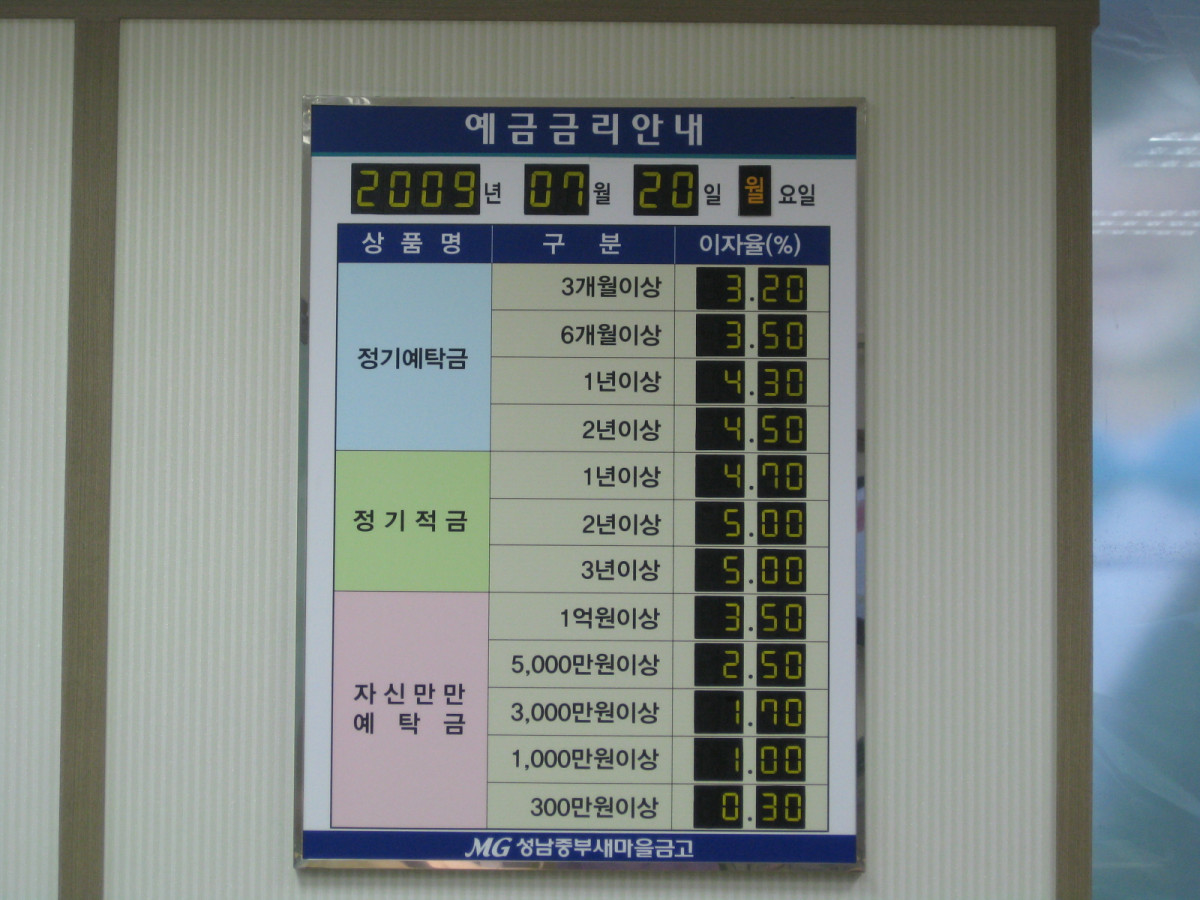 예금금리안내
2009년 07월 20일 월요일
상품명 구분 이자율(%)
정기예탁금
3개월이상 3.20
6개월이상 3.50
1년이상 4.30
2년이상 4.50
정기적금
1년이상 4.70
2년이상 5.00
3년이상 5.00
자신만만
예탁금
1억원이상 3.50
5,000만원이상 2.50
3,000만원이상 1.70
1,000만원이상 1.00
300만원이상 0.30
MG 성남중부새마을금고